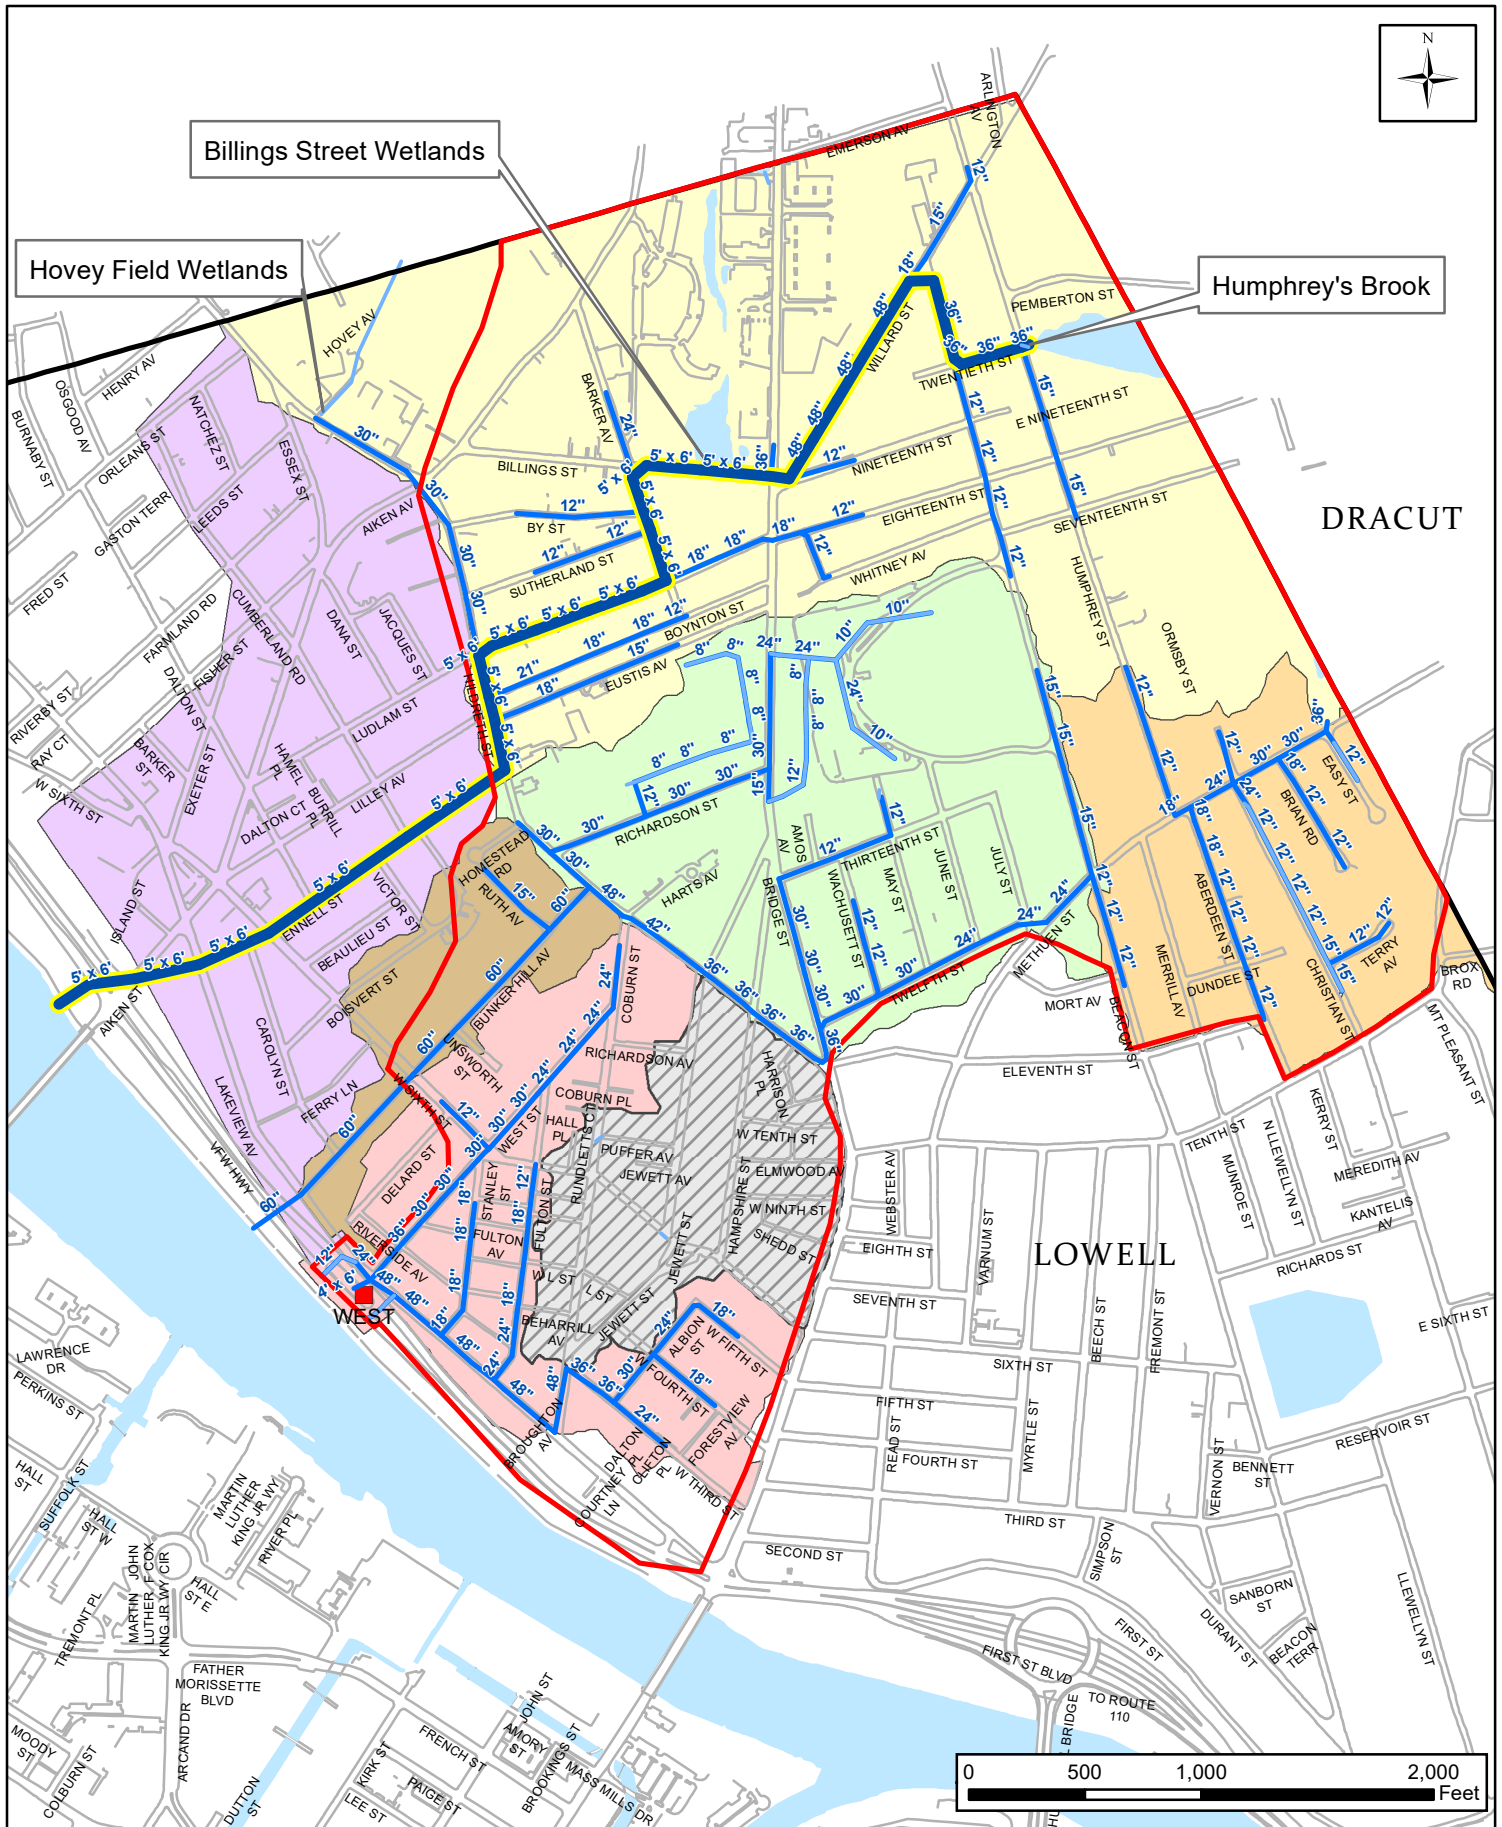 N
Billings Street Wetlands
Hovey Field Wetlands
Humphrey's Brook
DRACUT
LOWELL
WEST
EMERSON AV
ARLINGTON
AV
PEMBERTON ST
HOVEY AV
HENRY AV
OSGOOD AV
BURNABY ST
ORLEANS ST
NATCHEZ ST
ESSEX ST
LEEDS ST
GASTON TERR
AIKEN AV
FRED ST
FARMLAND RD
CUMBERLAND RD
DANA ST
JACQUES ST
FISHER ST
DALTON ST
RIVERBY ST
RAY CT
W SIXTH ST
BARKER
ST
EXETER ST
HAMEL
PL
BURRILL
PL
DALTON CT
LUDLAM ST
LILLEY AV
BARKER AV
BILLINGS ST
BY ST
SUTHERLAND ST
BOYNTON ST
EUSTIS AV
WILLARD ST
TWENTIETH ST
E NINETEENTH ST
NINETEENTH ST
EIGHTEENTH ST
SEVENTEENTH ST
WHITNEY AV
HUMPHREY ST
ORMSBY ST
EASY ST
BRIAN RD
ABERDEEN ST
CHRISTIAN ST
TERRY
AV
DUNDEE ST
MERRILL AV
BROX
RD
MT PLEASANT ST
RICHARDSON ST
HARTS AV
AMOS
AV
BRIDGE ST
THIRTEENTH ST
WACHUSETT ST
MAY ST
JUNE ST
JULY ST
METHUEN ST
TWELFTH ST
MORT AV
BEACON ST
ELEVENTH ST
HOMESTEAD
RD
RUTH AV
VICTOR ST
ISLAND ST
ENNELL ST
BEAULIEU ST
BOISVERT ST
BUNKER HILL AV
AIKEN ST
CAROLYN ST
LAKEVIEW AV
FERRY LN
VFW HWY
UNSWORTH
ST
W SIXTH ST
COBURN ST
RICHARDSON AV
COBURN PL
HALL
PL
WEST ST
RUNDLETTS CT
HARRISON
PL
PUFFER AV
JEWETT AV
W TENTH ST
ELMWOOD AV
W NINTH ST
SHEDD ST
HAMPSHIRE ST
JEWETT ST
DELARD ST
STANLEY
ST
FULTON
AV
FULTON ST
RIVERSIDE AV
W L ST
L ST
JEWETT ST
BEHARRILL
AV
ALBION
ST
W FIFTH ST
W FOURTH ST
FORESTVIEW
AV
BROUGHTON
AV
DALTON
PL
CLIFTON
PL
COURTNEY
LN
W THIRD ST
WEBSTER AV
EIGHTH ST
SEVENTH ST
VARNUM ST
BEECH ST
FREMONT ST
SIXTH ST
FIFTH ST
READ ST
FOURTH ST
MYRTLE ST
THIRD ST
SECOND ST
SIMPSON
ST
VERNON ST
BENNETT
ST
RESERVOIR ST
E SIXTH ST
RICHARDS ST
KANTELIS
AV
MEREDITH AV
KERRY ST
N LLEWELLYN ST
MUNROE ST
TENTH ST
SANBORN
ST
BEACON
TERR
DURANT ST
LLEWELLYN ST
FIRST ST
FIRST ST BLVD
TO ROUTE
110
LAWRENCE
DR
PERKINS ST
HALL
ST
SUFFOLK ST
HALL
ST W
MARTIN
LUTHER
KING JR WY
RIVER PL
MARTIN JOHN
LUTHER F COX
KING JR WY CIR
HALL
ST E
TREMONT PL
FATHER
MORISSETTE
BLVD
ARCAND DR
MOODY
ST
COLBURN ST
DUTTON
ST
KIRK ST
LEE ST
PAIGE ST
FRENCH ST
AMORY
ST
JOHN ST
BROOKINGS ST
MASS MILLS DR
0 500 1,000 2,000
Feet